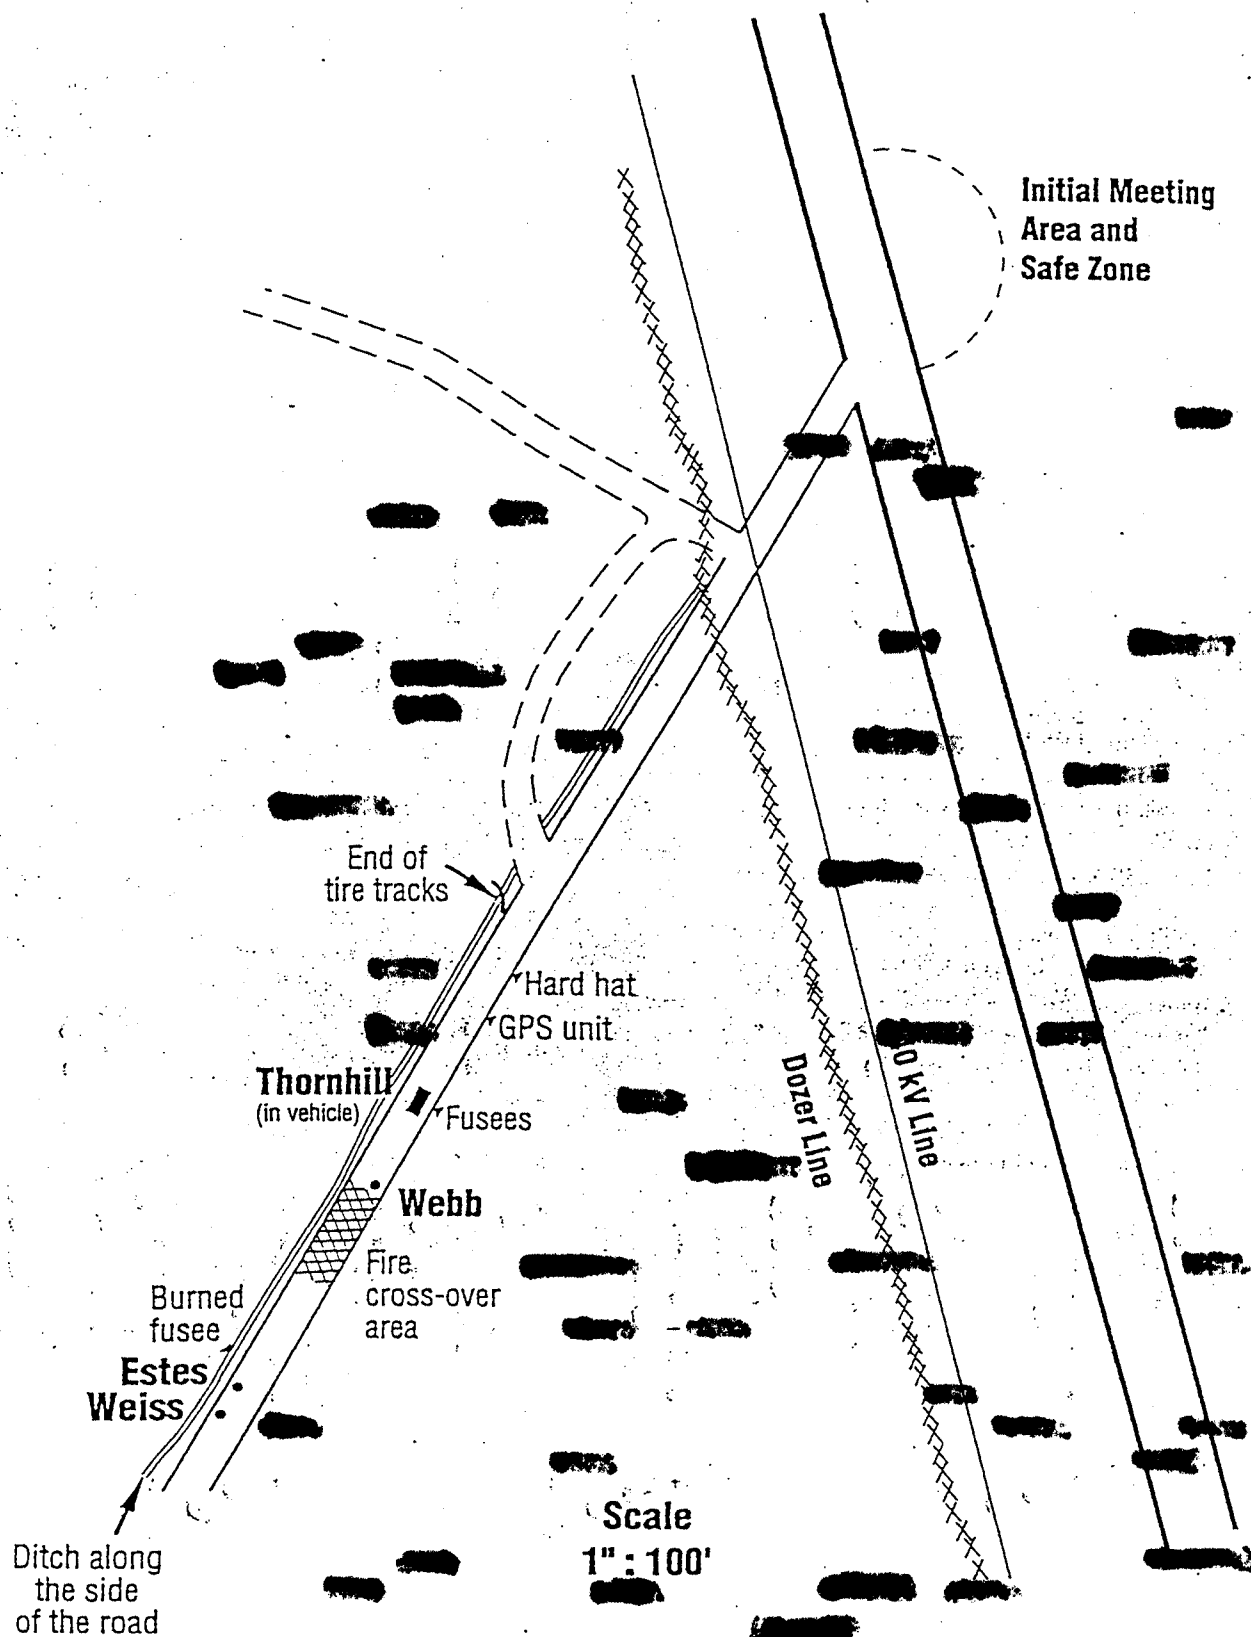 Initial Meeting
Area and
Safe Zone
End of
tire tracks
Hard hat
GPS unit
Thornhill
(in vehicle)
Fusees
Dozer Line
0 kV Line
Webb
Fire
cross-over
area
Burned
fusee
Estes
Weiss
Scale
1" : 100'
Ditch along
the side
of the road